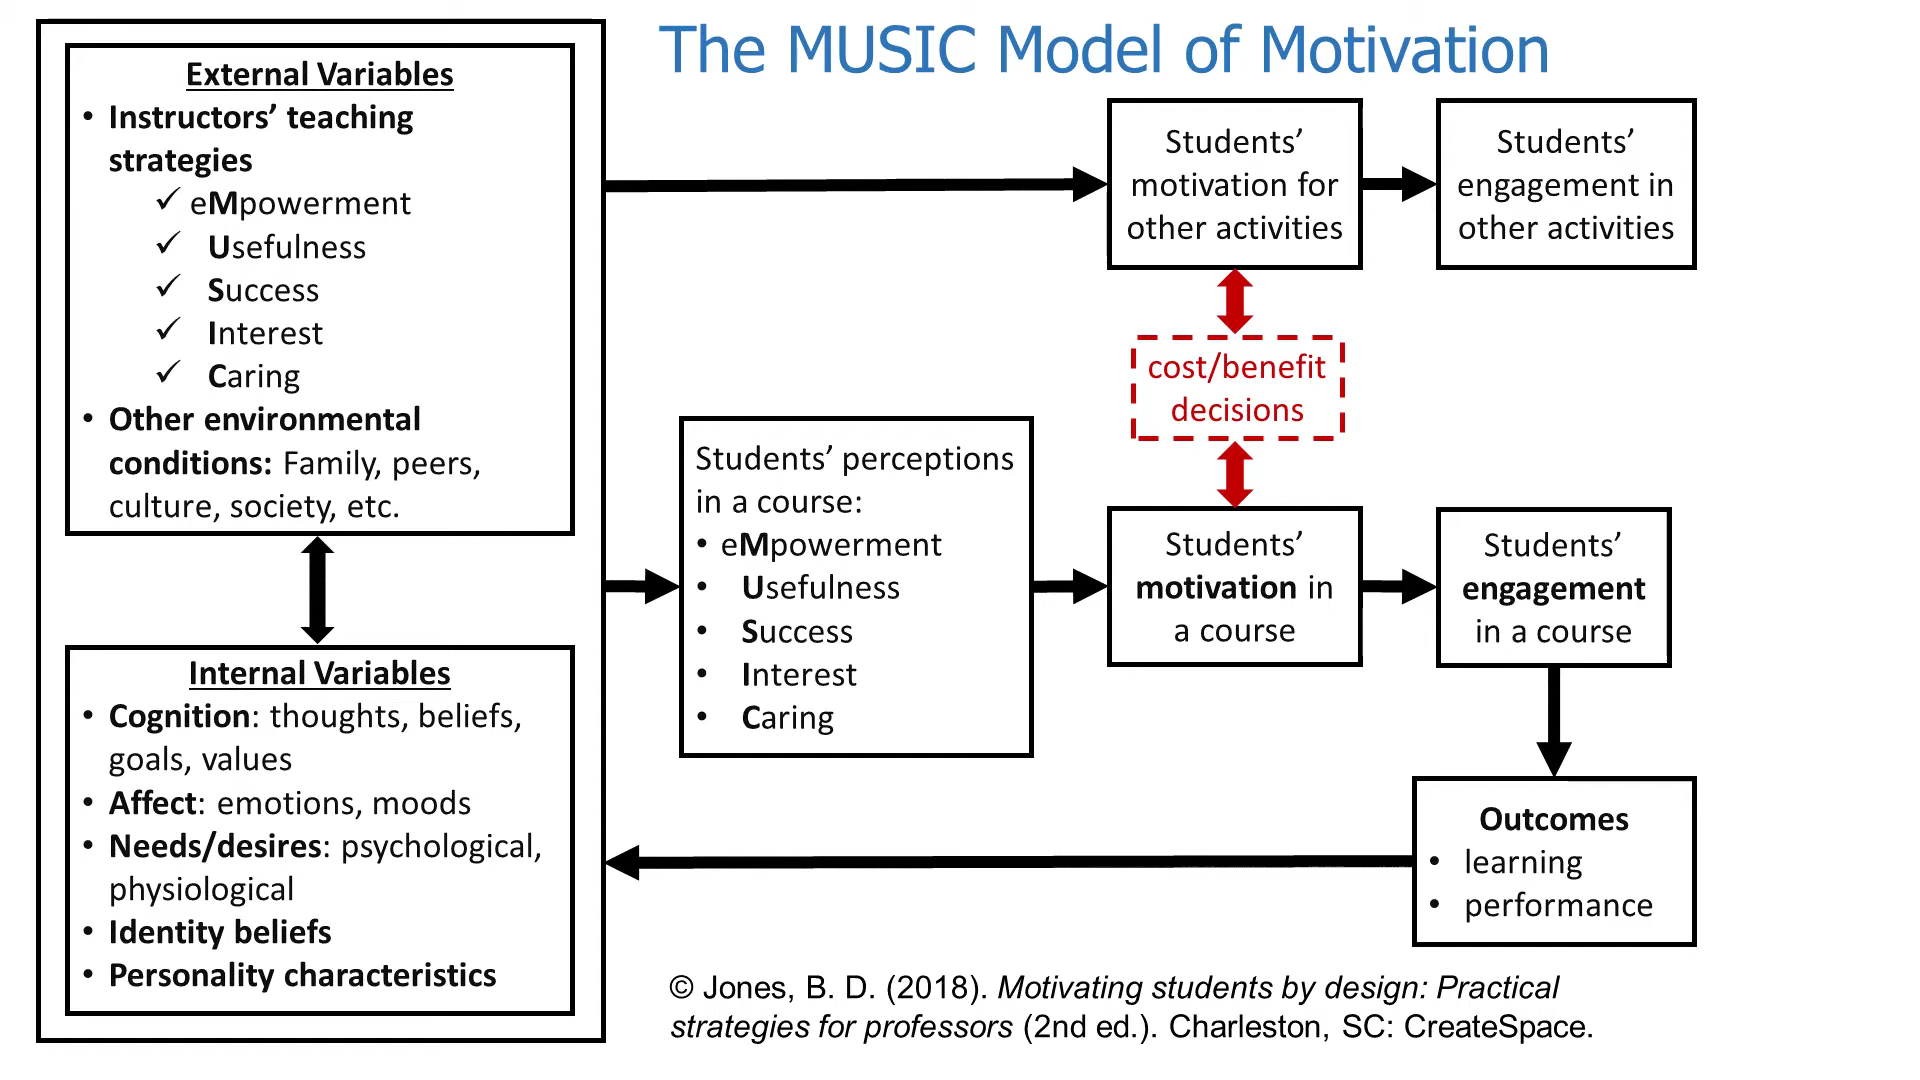 The MUSIC Model of Motivation
External Variables
• Instructors’ teaching
strategies
✓ eMpowerment
✓ Usefulness
✓ Success
✓ Interest
✓ Caring
• Other environmental
conditions: Family, peers,
culture, society, etc.
Internal Variables
• Cognition: thoughts, beliefs,
goals, values
• Affect: emotions, moods
• Needs/desires: psychological,
physiological
• Identity beliefs
• Personality characteristics
Students’ perceptions
in a course:
• eMpowerment
• Usefulness
• Success
• Interest
• Caring
Students’
motivation for
other activities
Students’
engagement in
other activities
cost/benefit
decisions
Students’
motivation in
a course
Students’
engagement
in a course
Outcomes
• learning
• performance
© Jones, B. D. (2018). Motivating students by design: Practical
strategies for professors (2nd ed.). Charleston, SC: CreateSpace.